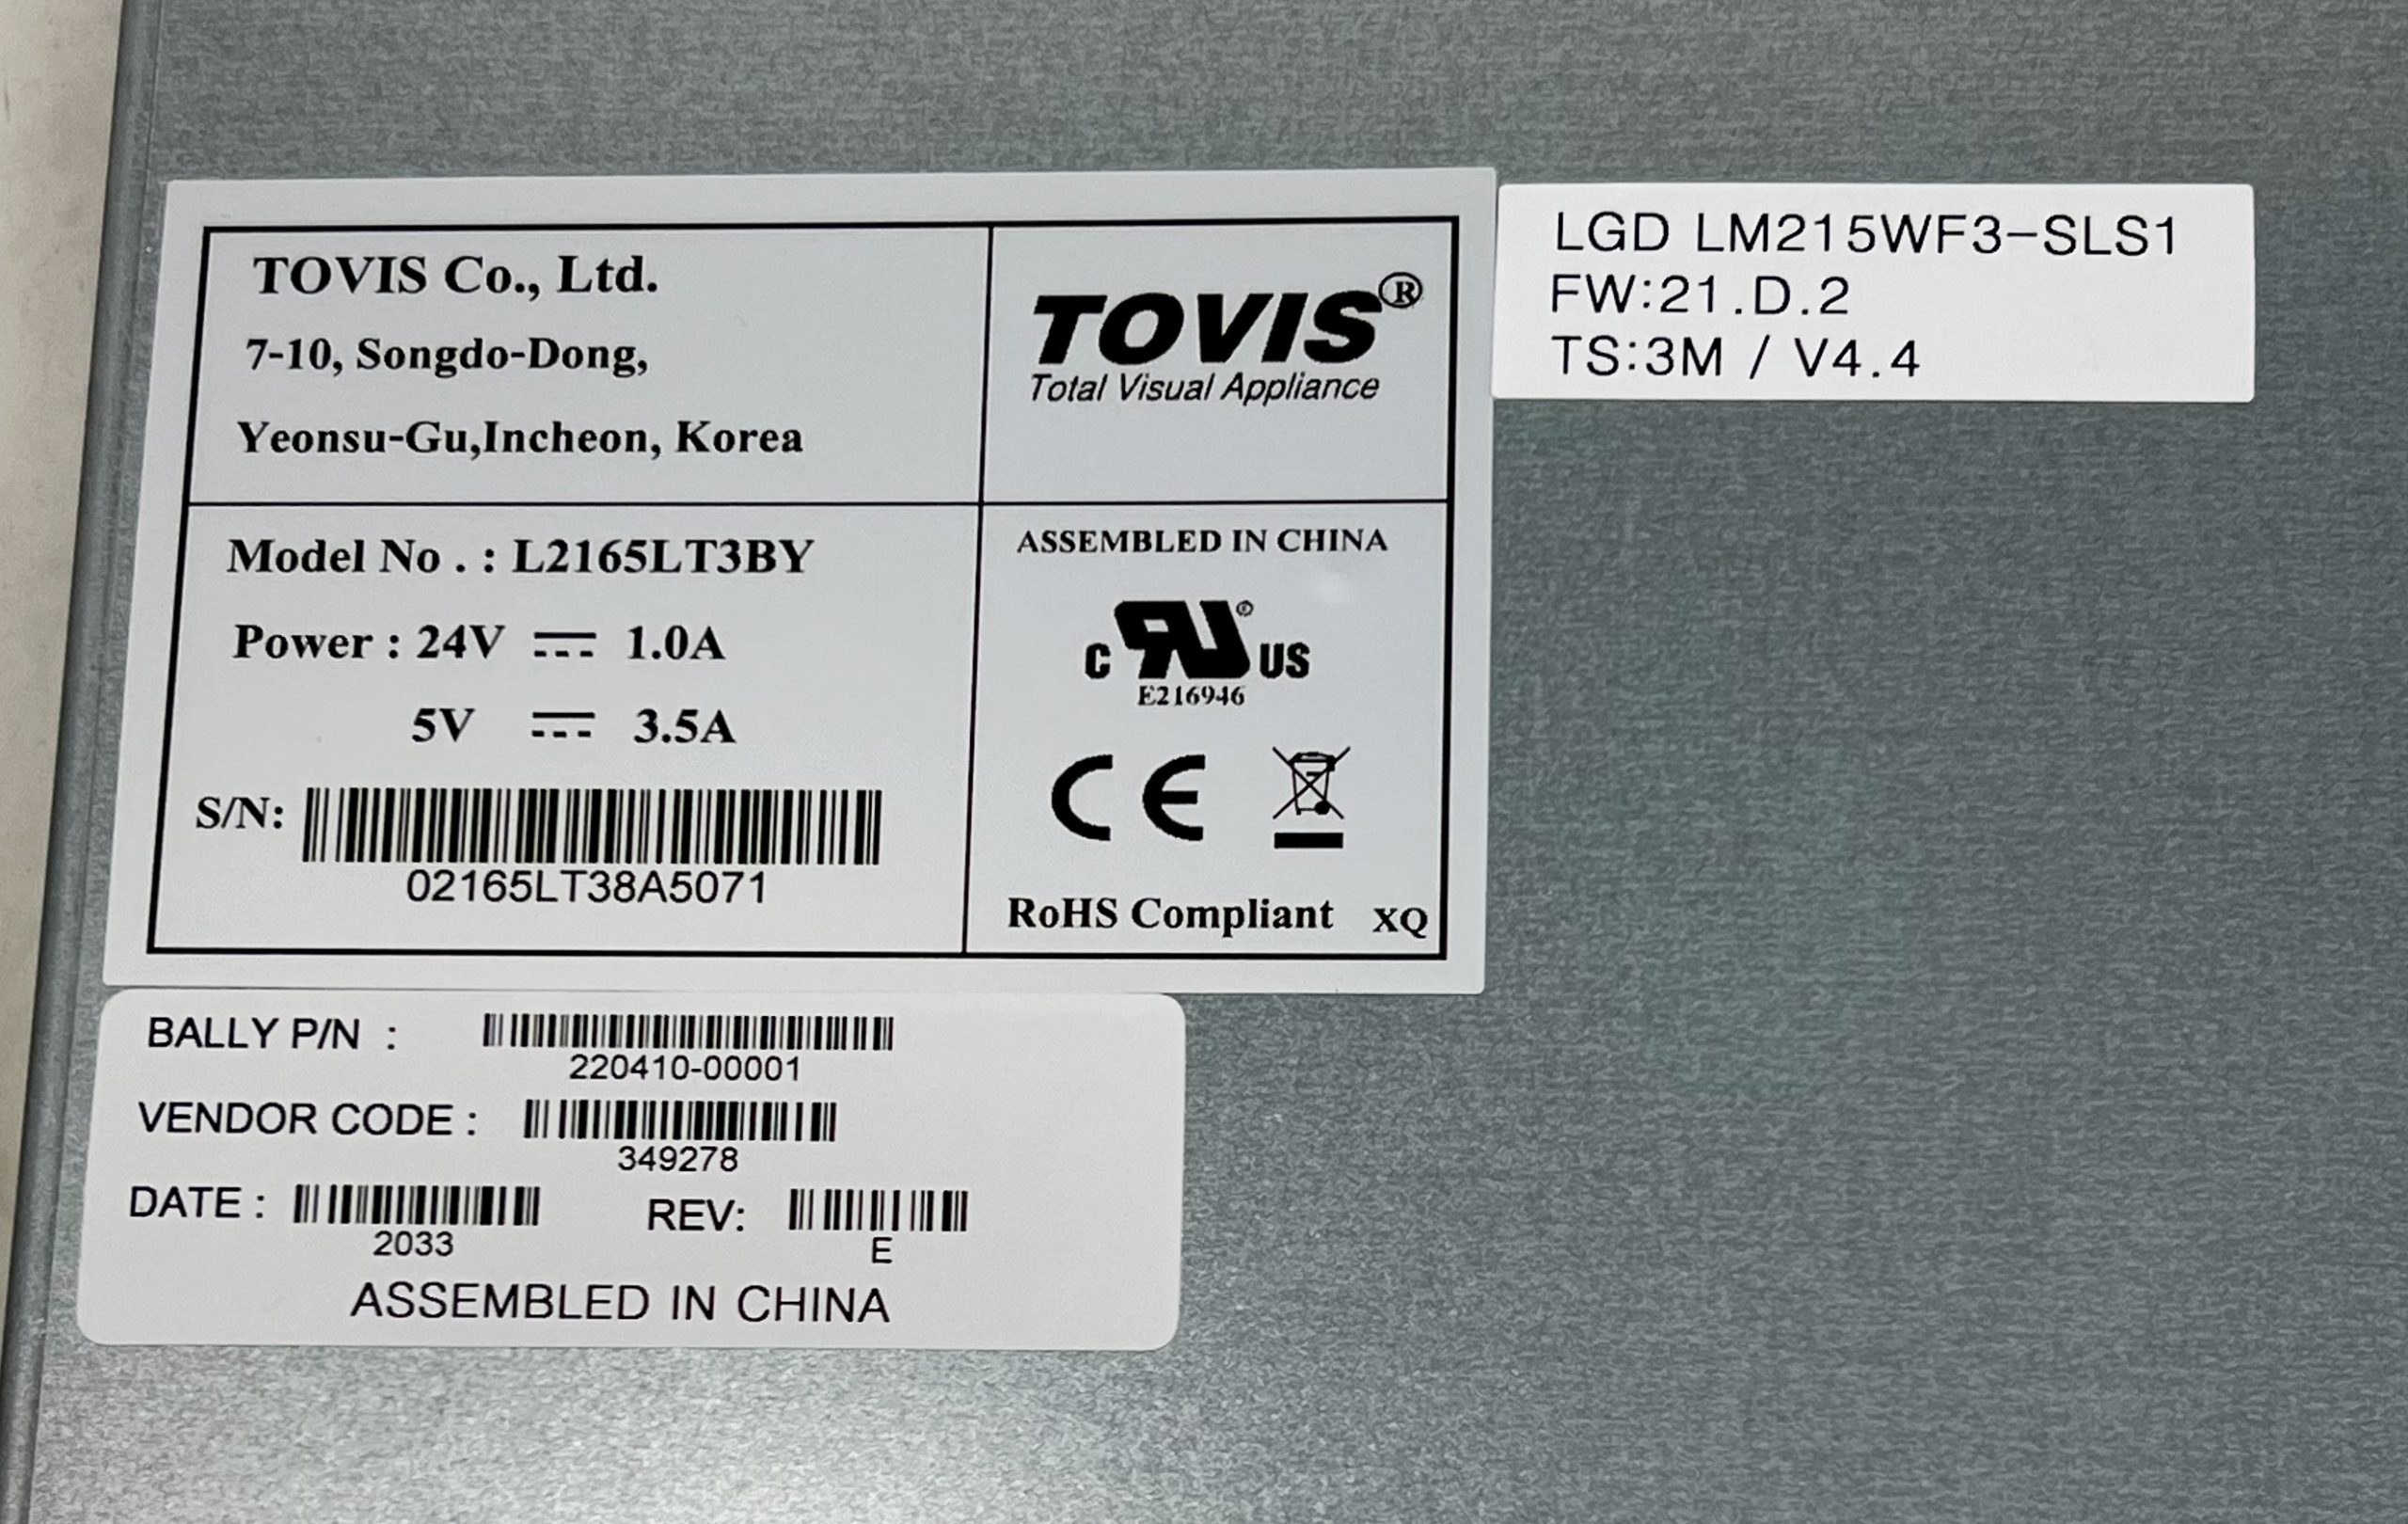 TOVIS Co., Ltd.
7-10, Songdo-Dong,
Yeonsu-Gu,Incheon, Korea
TOVIS®
Total Visual Appliance
LGD LM215WF3-SLS1
FW:21.D.2
TS:3M / V4.4
Model No . : L2165LT3BY
Power : 24V ⎓ 1.0A
5V ⎓ 3.5A
S/N:
02165LT38A5071
ASSEMBLED IN CHINA
c RU® US
E216946
CE
RoHS Compliant XQ
BALLY P/N :
220410-00001
VENDOR CODE :
349278
DATE :
2033
REV:
E
ASSEMBLED IN CHINA